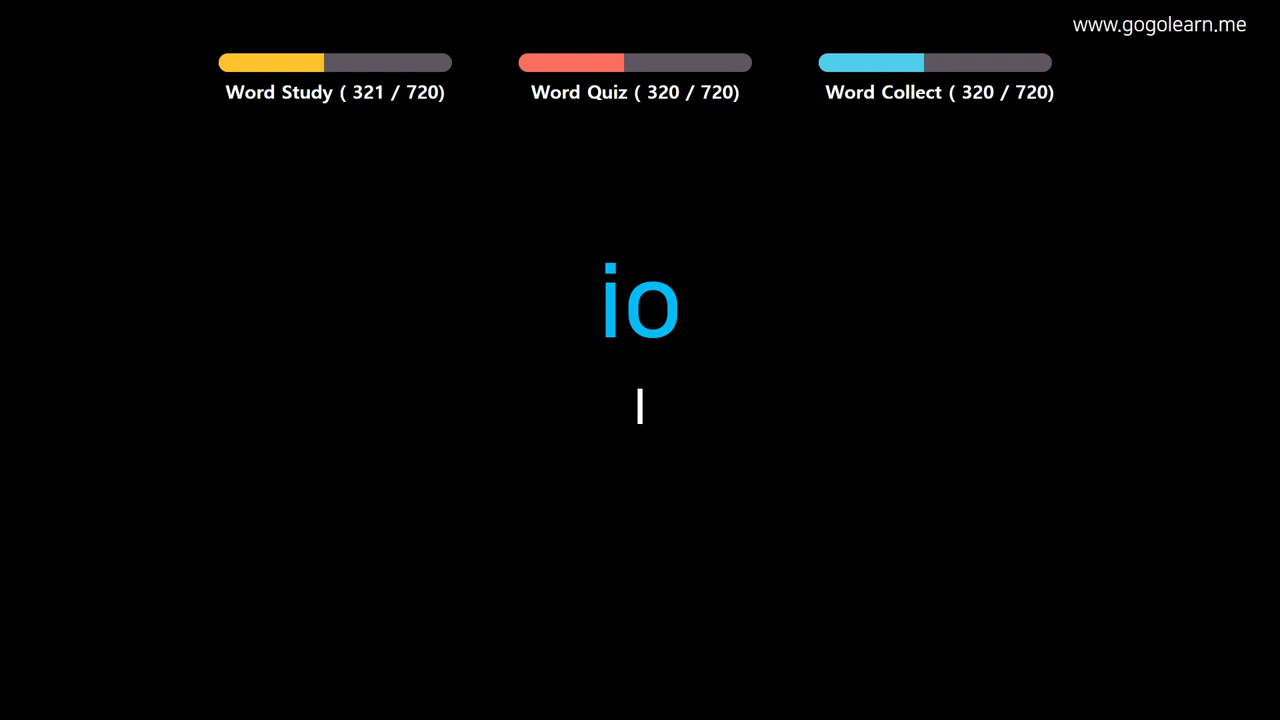 www.gogolearn.me
Word Study ( 321 / 720)
Word Quiz ( 320 / 720)
Word Collect ( 320 / 720)
io
I